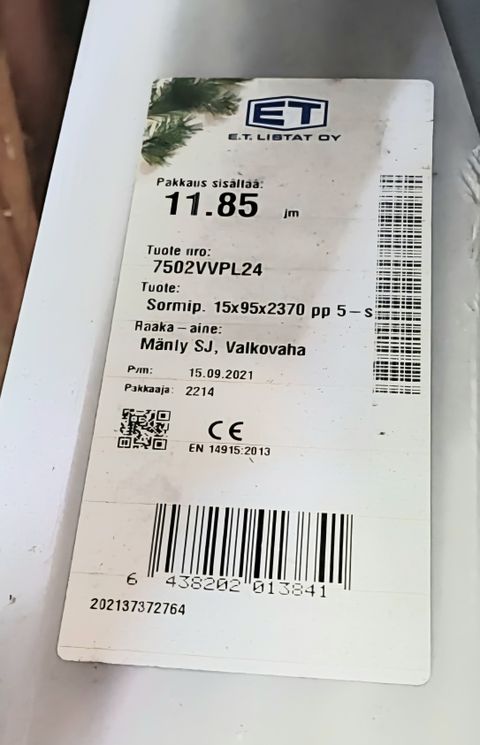 ET
E.T. LISTAT OY
Pakkaus sisältää:
11.85 jm
Tuote nro:
7502VVPL24
Tuote:
Sormip. 15x95x2370 pp 5-s
Raaka-aine:
Mänly SJ, Valkovaha
Pvm: 15.09.2021
Pakkaaja: 2214
CE
EN 14915:2013
6 438202 013841
202137372764